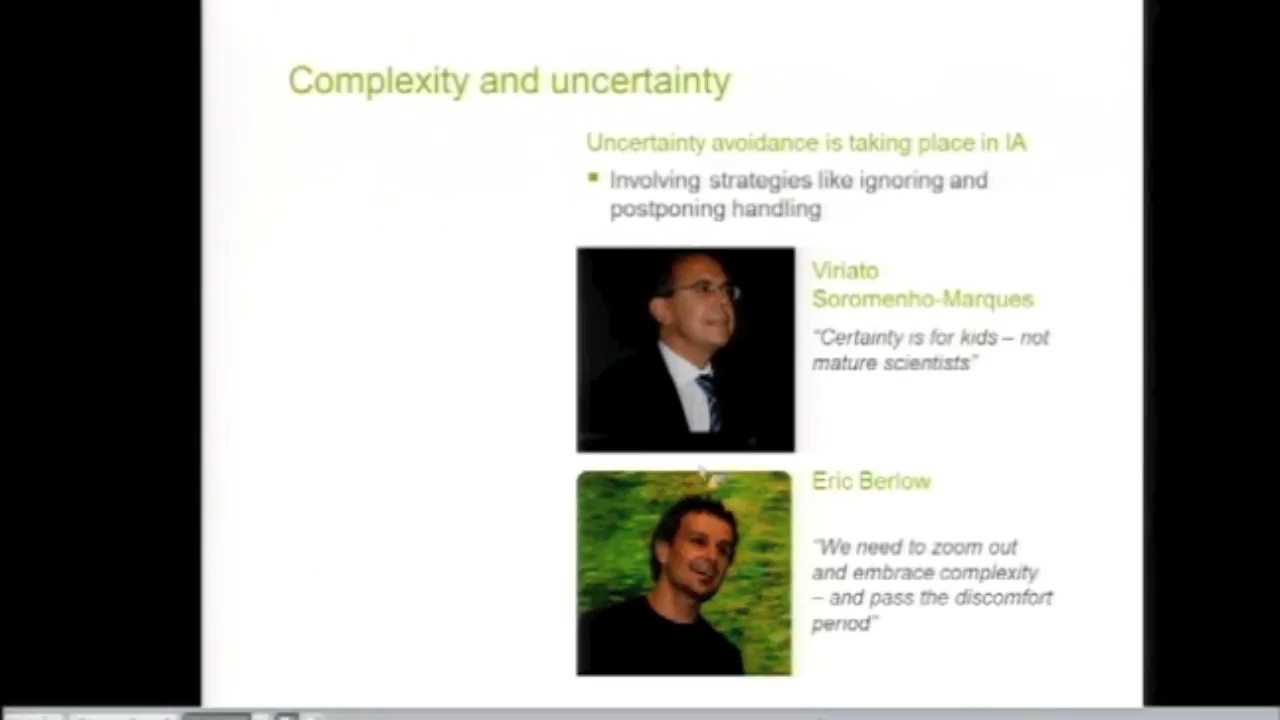 Complexity and uncertainty
Uncertainty avoidance is taking place in IA
Involving strategies like ignoring and
postponing handling
Viriato
Soromenho-Marques
"Certainty is for kids – not
mature scientists"
Eric Berlow
"We need to zoom out
and embrace complexity
– and pass the discomfort
period"